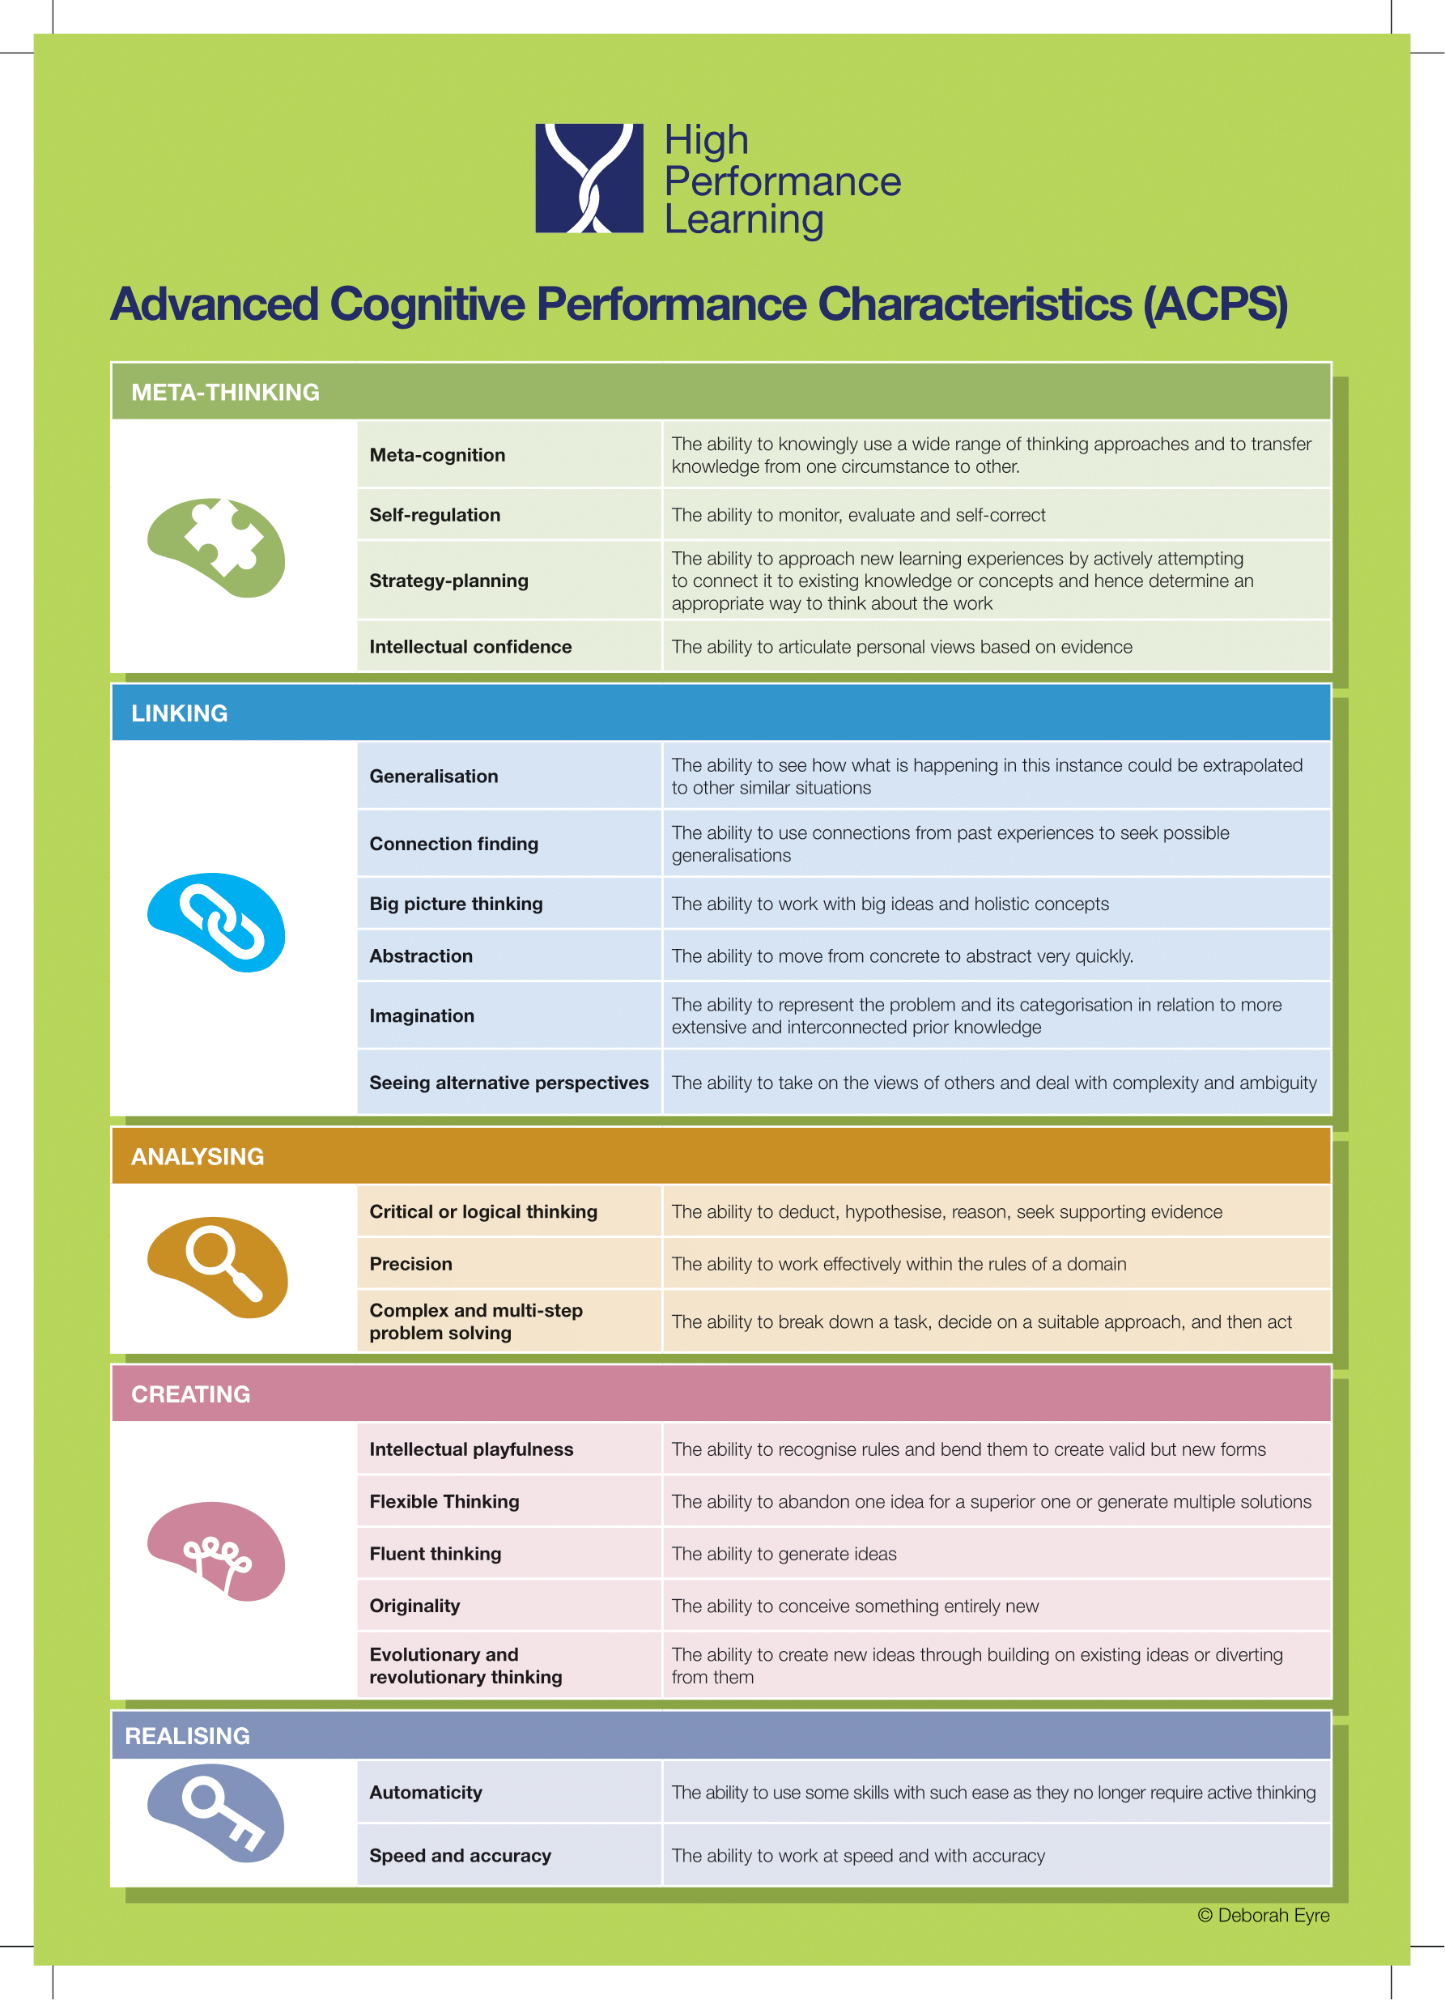 High
Performance
Learning
Advanced Cognitive Performance Characteristics (ACPS)
META-THINKING
Meta-cognition
The ability to knowingly use a wide range of thinking approaches and to transfer
knowledge from one circumstance to other.
Self-regulation
The ability to monitor, evaluate and self-correct
Strategy-planning
The ability to approach new learning experiences by actively attempting
to connect it to existing knowledge or concepts and hence determine an
appropriate way to think about the work
Intellectual confidence
The ability to articulate personal views based on evidence
LINKING
Generalisation
The ability to see how what is happening in this instance could be extrapolated
to other similar situations
Connection finding
The ability to use connections from past experiences to seek possible
generalisations
Big picture thinking
The ability to work with big ideas and holistic concepts
Abstraction
The ability to move from concrete to abstract very quickly.
Imagination
The ability to represent the problem and its categorisation in relation to more
extensive and interconnected prior knowledge
Seeing alternative perspectives
The ability to take on the views of others and deal with complexity and ambiguity
ANALYSING
Critical or logical thinking
The ability to deduct, hypothesise, reason, seek supporting evidence
Precision
The ability to work effectively within the rules of a domain
Complex and multi-step
problem solving
The ability to break down a task, decide on a suitable approach, and then act
CREATING
Intellectual playfulness
The ability to recognise rules and bend them to create valid but new forms
Flexible Thinking
The ability to abandon one idea for a superior one or generate multiple solutions
Fluent thinking
The ability to generate ideas
Originality
The ability to conceive something entirely new
Evolutionary and
revolutionary thinking
The ability to create new ideas through building on existing ideas or diverting
from them
REALISING
Automaticity
The ability to use some skills with such ease as they no longer require active thinking
Speed and accuracy
The ability to work at speed and with accuracy
© Deborah Eyre